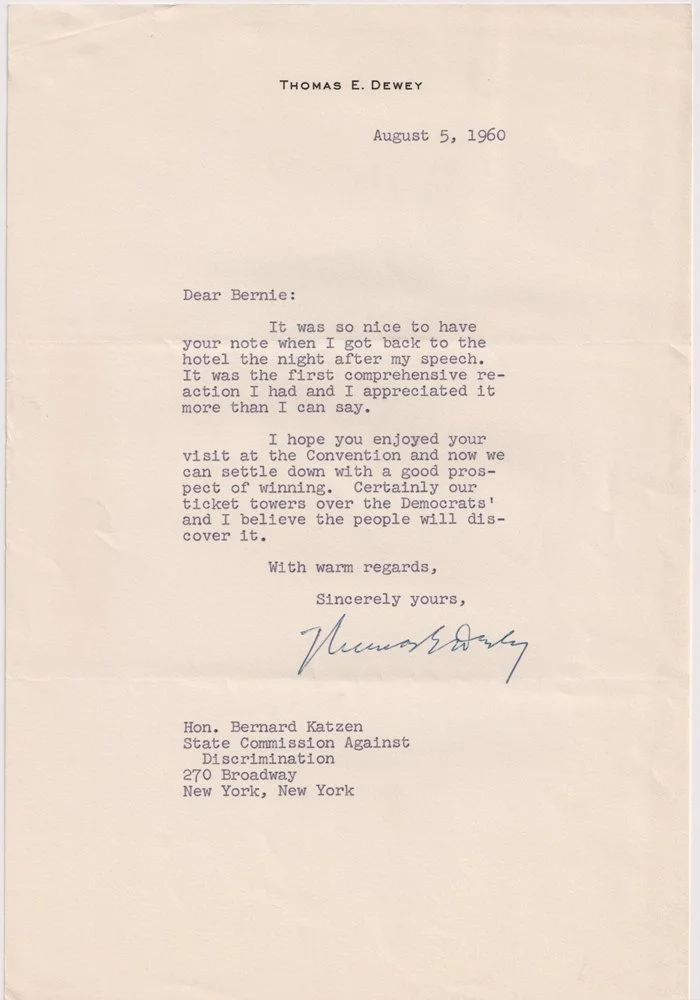 THOMAS E. DEWEY
August 5, 1960
Dear Bernie:
It was so nice to have
your note when I got back to the
hotel the night after my speech.
It was the first comprehensive re-
action I had and I appreciated it
more than I can say.
I hope you enjoyed your
visit at the Convention and now we
can settle down with a good pros-
pect of winning. Certainly our
ticket towers over the Democrats'
and I believe the people will dis-
cover it.
With warm regards,
Sincerely yours,
Thomas E Dewey
Hon. Bernard Katzen
State Commission Against
Discrimination
270 Broadway
New York, New York